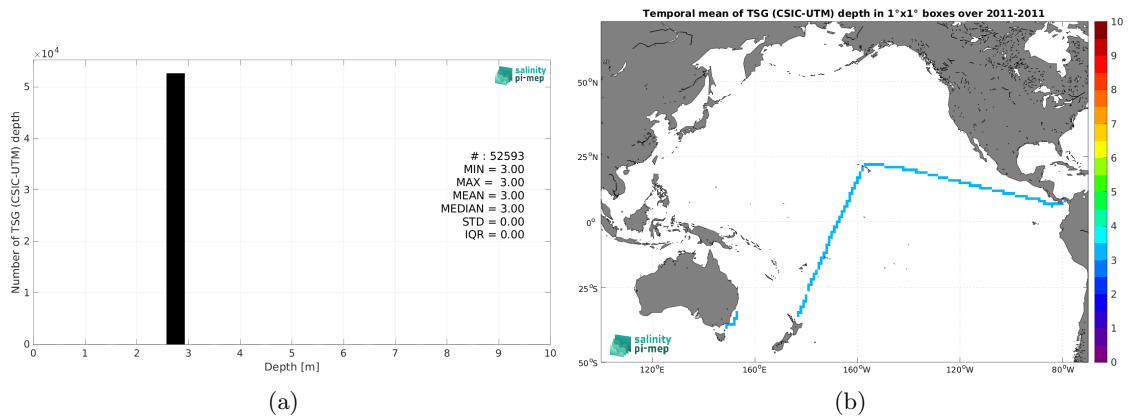 ×10⁴
5
4
3
2
1
0
Number of TSG (CSIC-UTM) depth
salinity
pi-mep
# : 52593
MIN = 3.00
MAX = 3.00
MEAN = 3.00
MEDIAN = 3.00
STD = 0.00
IQR = 0.00
0 1 2 3 4 5 6 7 8 9 10
Depth [m]
(a)
Temporal mean of TSG (CSIC-UTM) depth in 1°x1° boxes over 2011-2011
50°N
25°N
0°
25°S
50°S
120°E 160°E 160°W 120°W 80°W
salinity
pi-mep
10
9
8
7
6
5
4
3
2
1
0
(b)